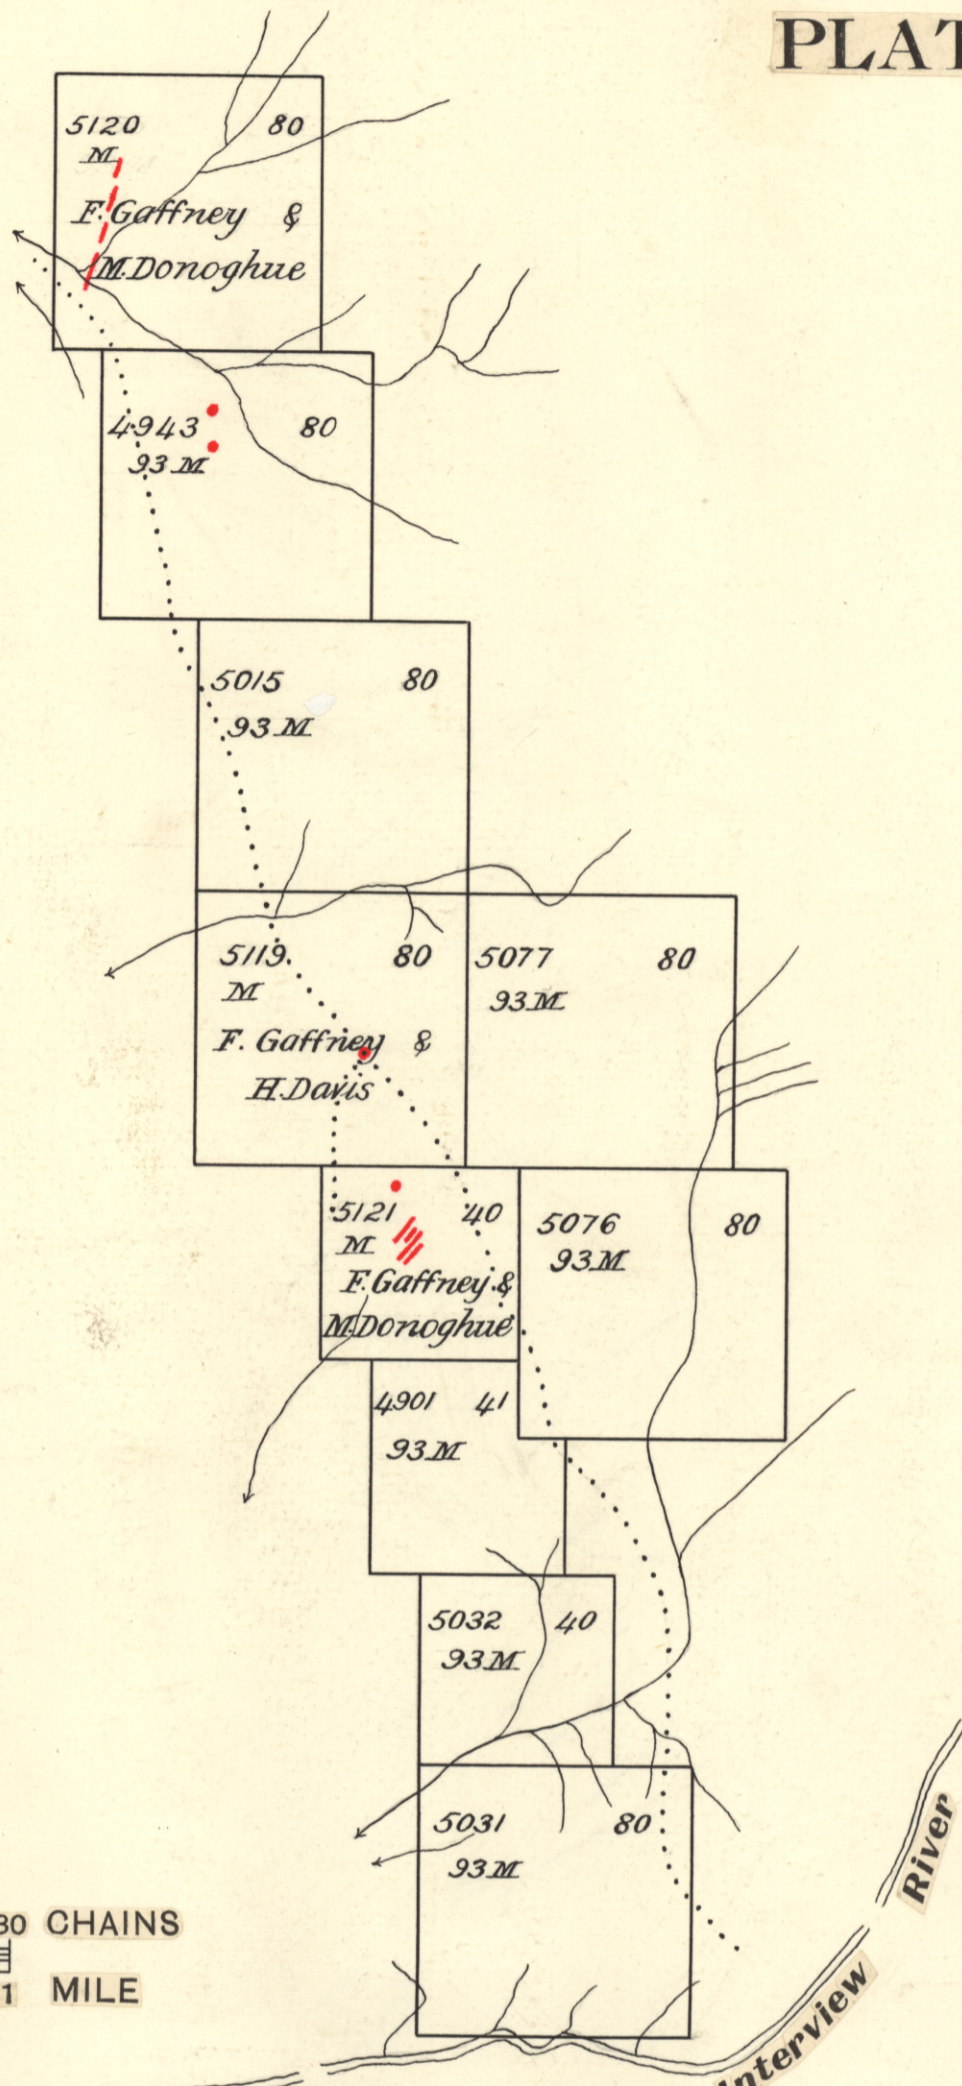 PLAT
5120 80
M
F. Gaffney &
M. Donoghue
4943 80
93 M
5015 80
93 M
5119 80
M
F. Gaffney &
H. Davis
5077 80
93 M
5121 40
M
F. Gaffney &
M. Donoghue
5076 80
93 M
4901 41
93 M
5032 40
93 M
5031 80
93 M
80 CHAINS
1 MILE
Interview
River